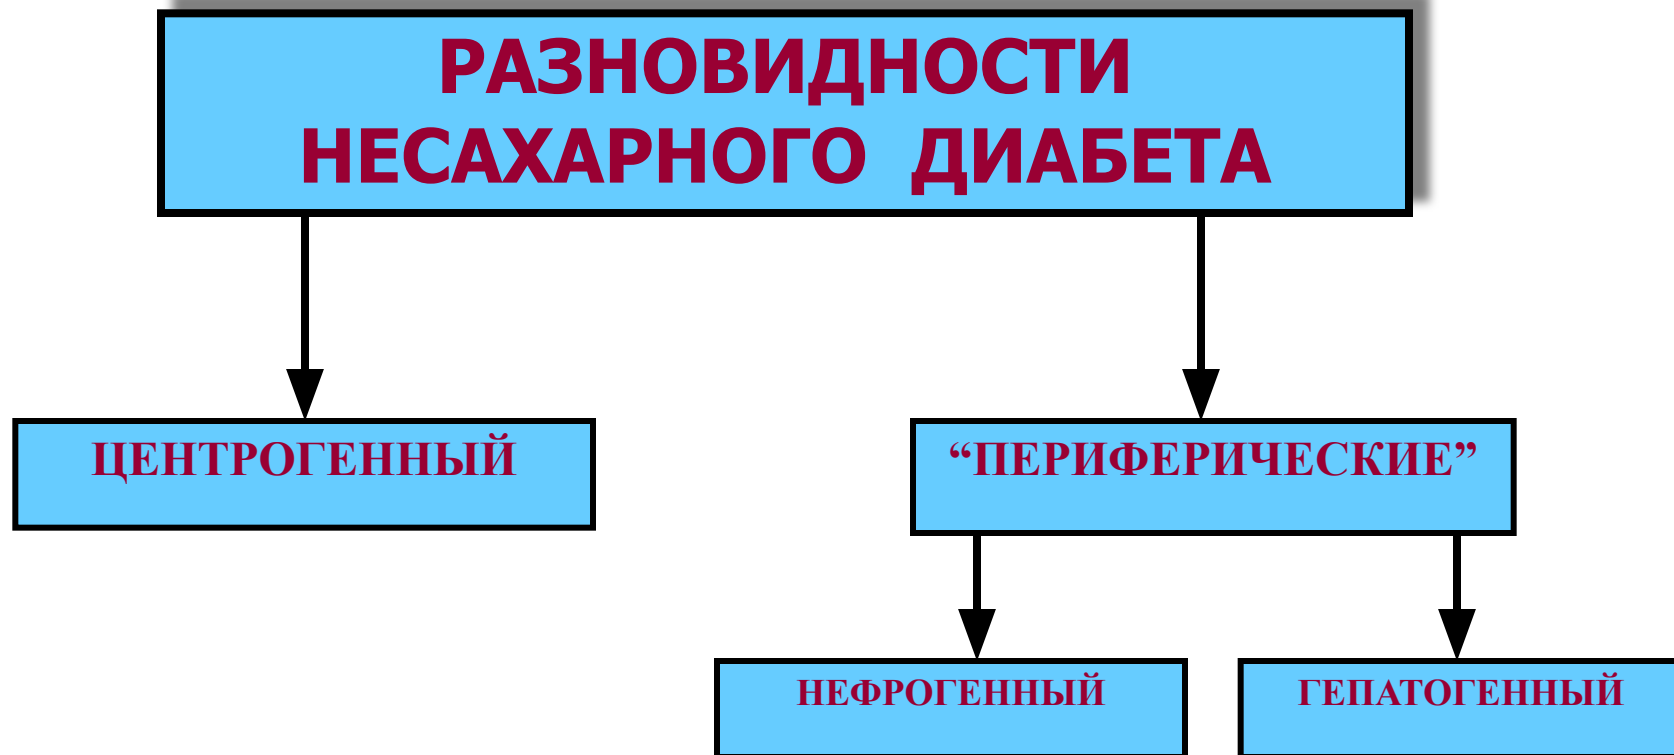 РАЗНОВИДНОСТИ
НЕСАХАРНОГО ДИАБЕТА
ЦЕНТРОГЕННЫЙ
“ПЕРИФЕРИЧЕСКИЕ”
НЕФРОГЕННЫЙ
ГЕПАТОГЕННЫЙ